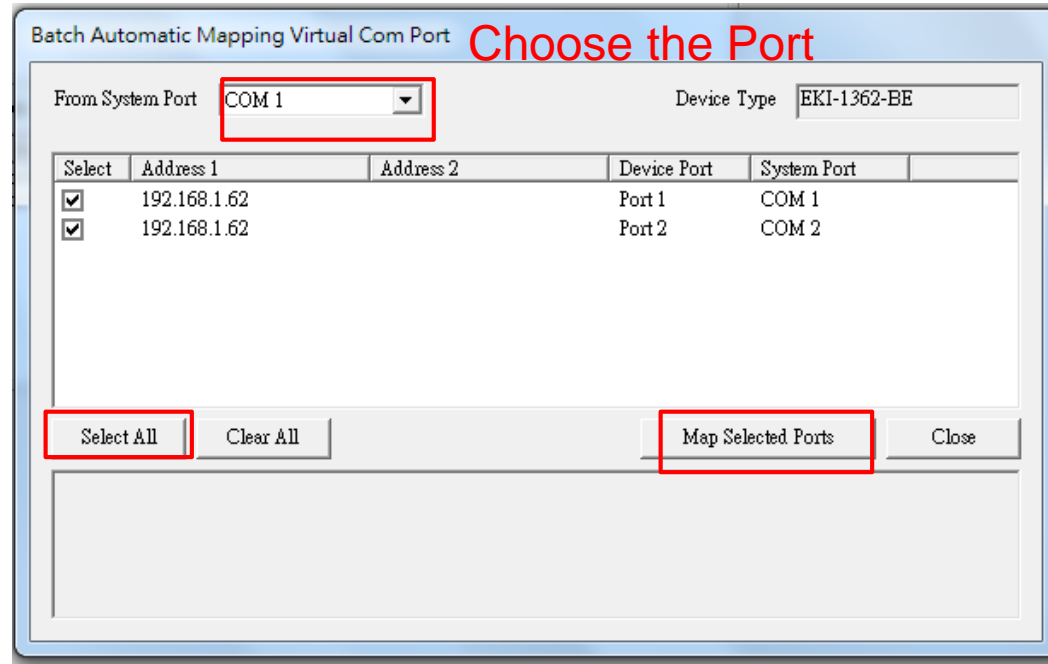 Batch Automatic Mapping Virtual Com Port
Choose the Port
From System Port COM 1 Device Type EKI-1362-BE
Select Address 1 Address 2 Device Port System Port
192.168.1.62 Port 1 COM 1
192.168.1.62 Port 2 COM 2
Select All Clear All Map Selected Ports Close